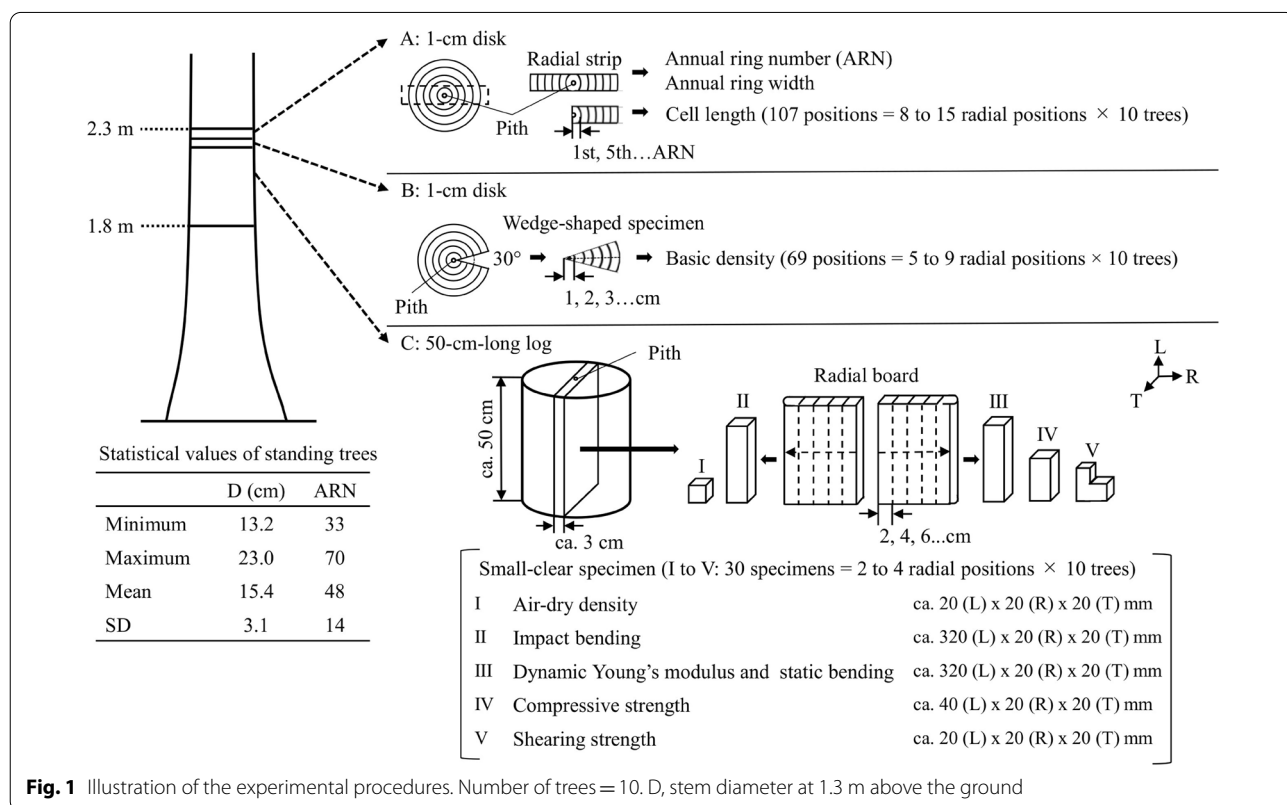 A: 1-cm disk
Radial strip
Annual ring number (ARN)
Annual ring width
Pith
Cell length (107 positions = 8 to 15 radial positions × 10 trees)
1st, 5th...ARN
2.3 m
B: 1-cm disk
1.8 m
Wedge-shaped specimen
30°
Basic density (69 positions = 5 to 9 radial positions × 10 trees)
Pith
1, 2, 3...cm
C: 50-cm-long log
Pith
ca. 50 cm
ca. 3 cm
Radial board
L
R
T
I
II
III
IV
V
2, 4, 6...cm
Statistical values of standing trees
D (cm) ARN
Minimum 13.2 33
Maximum 23.0 70
Mean 15.4 48
SD 3.1 14
Small-clear specimen (I to V: 30 specimens = 2 to 4 radial positions × 10 trees)
I Air-dry density ca. 20 (L) x 20 (R) x 20 (T) mm
II Impact bending ca. 320 (L) x 20 (R) x 20 (T) mm
III Dynamic Young's modulus and static bending ca. 320 (L) x 20 (R) x 20 (T) mm
IV Compressive strength ca. 40 (L) x 20 (R) x 20 (T) mm
V Shearing strength ca. 20 (L) x 20 (R) x 20 (T) mm
Fig. 1 Illustration of the experimental procedures. Number of trees = 10. D, stem diameter at 1.3 m above the ground